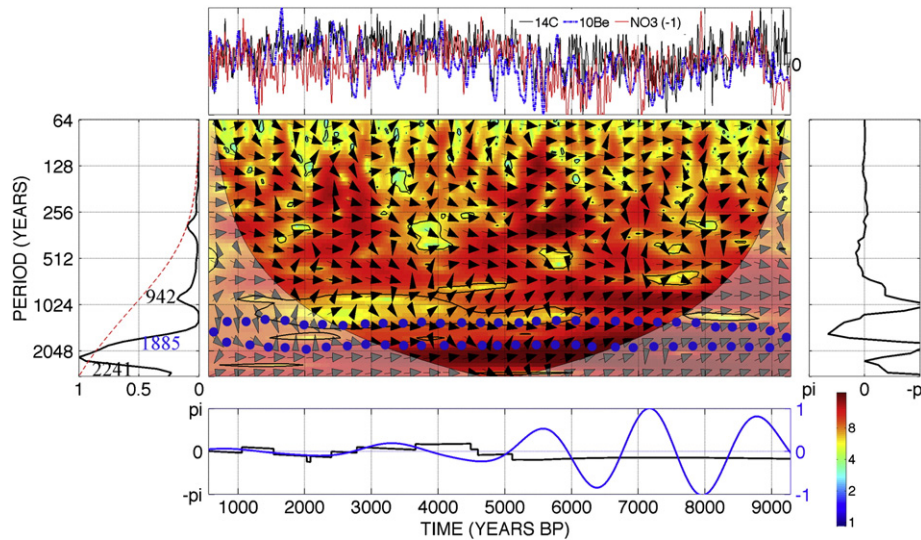 14C 10Be NO3 (-1)
0
64
128
256
512
1024
2048
PERIOD (YEARS)
942
1885
2241
1 0.5 0
pi 0 -p
8
4
2
1
pi
0
-pi
1
0
-1
1000 2000 3000 4000 5000 6000 7000 8000 9000
TIME (YEARS BP)